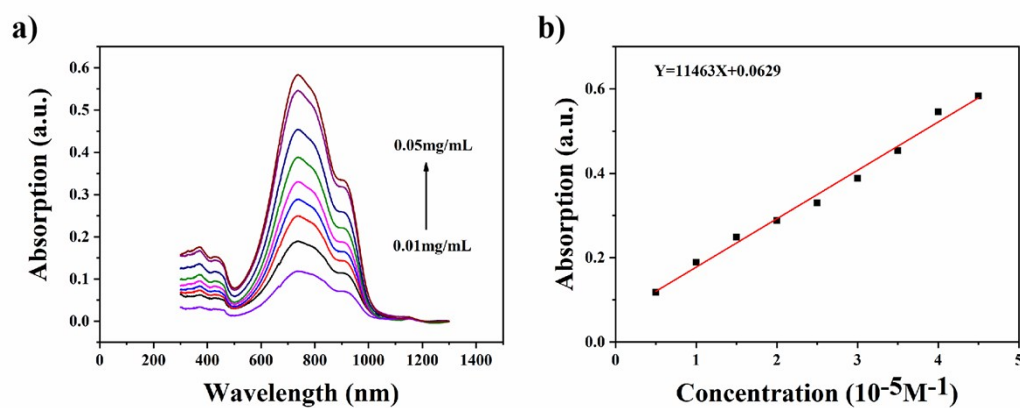 a)
0.6
0.5
0.4
0.3
0.2
0.1
0.0
0 200 400 600 800 1000 1200 1400
Absorption (a.u.)
Wavelength (nm)
0.05mg/mL
0.01mg/mL
b)
Y=11463X+0.0629
0.6
0.4
0.2
0.0
0 1 2 3 4 5
Absorption (a.u.)
Concentration (10⁻⁵M⁻¹)